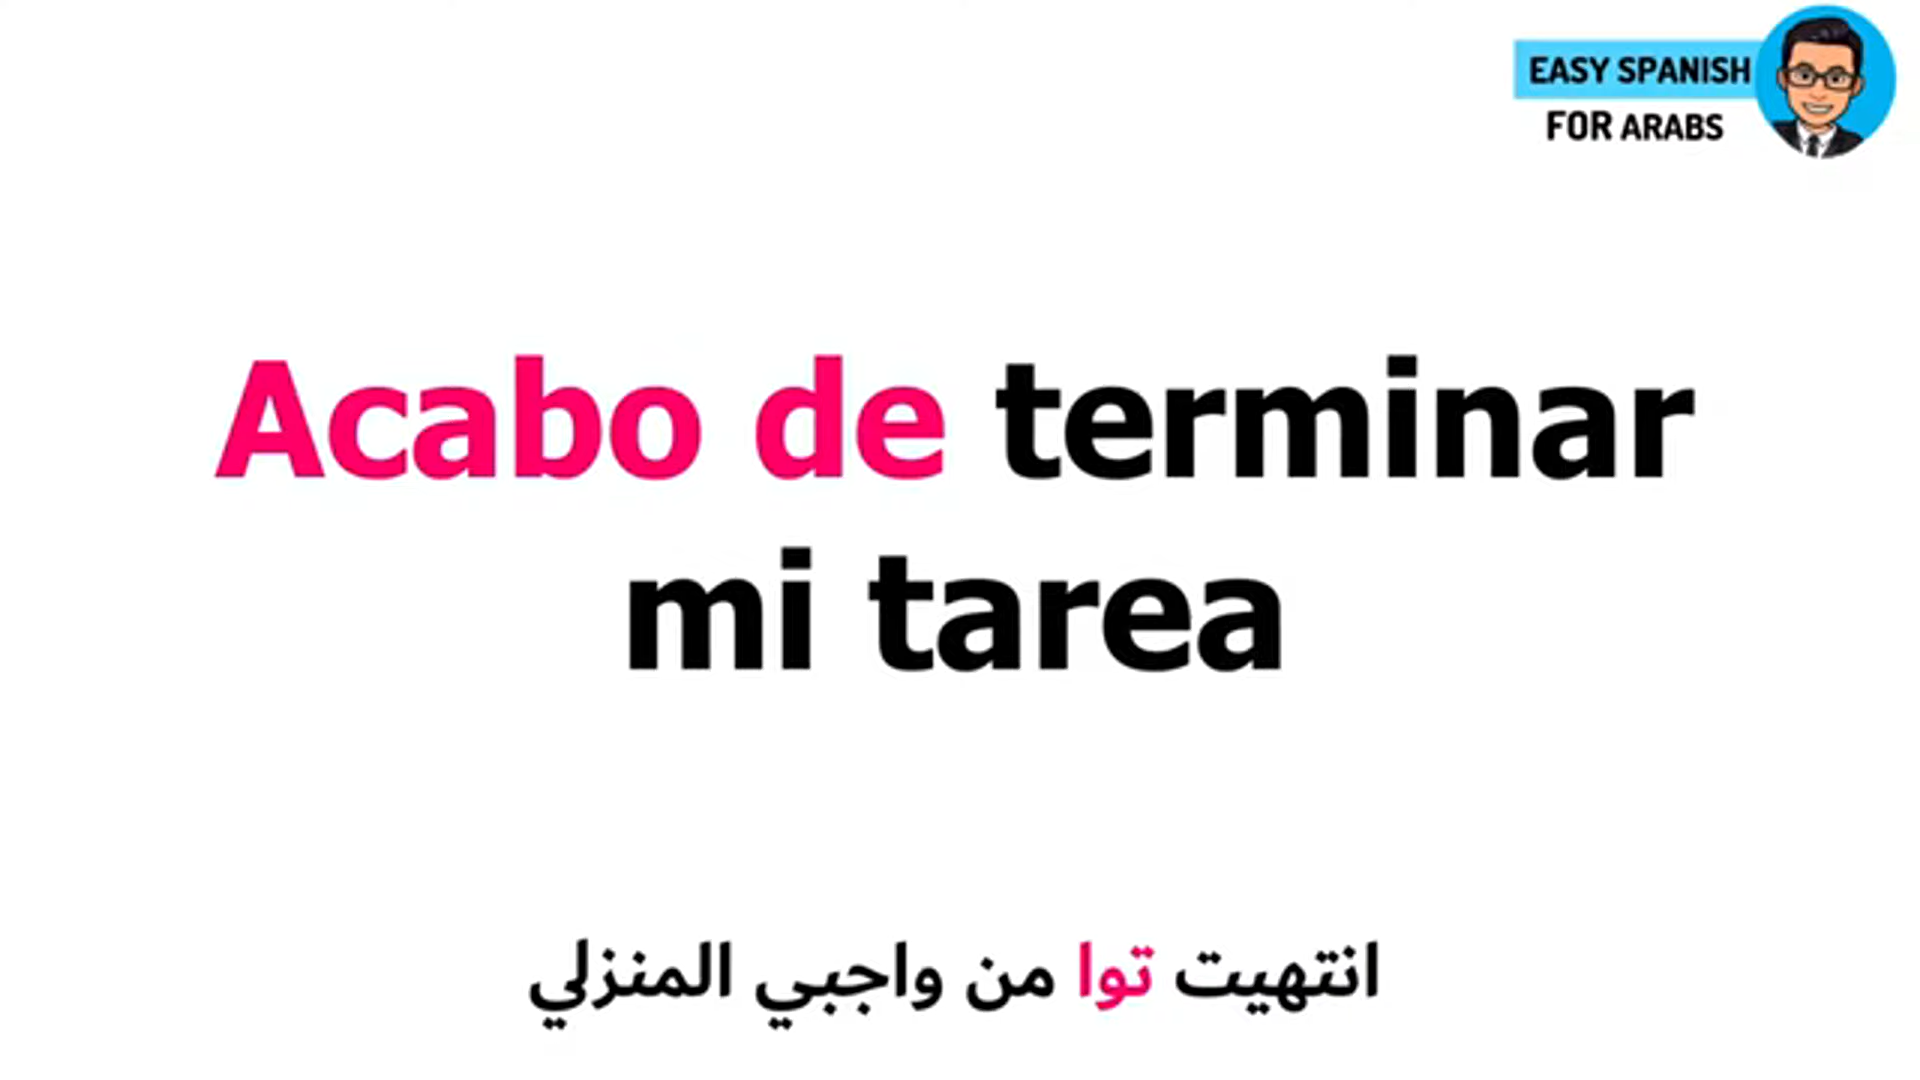 EASY SPANISH
FOR ARABS
Acabo de terminar
mi tarea
انتهيت توا من واجبي المنزلي